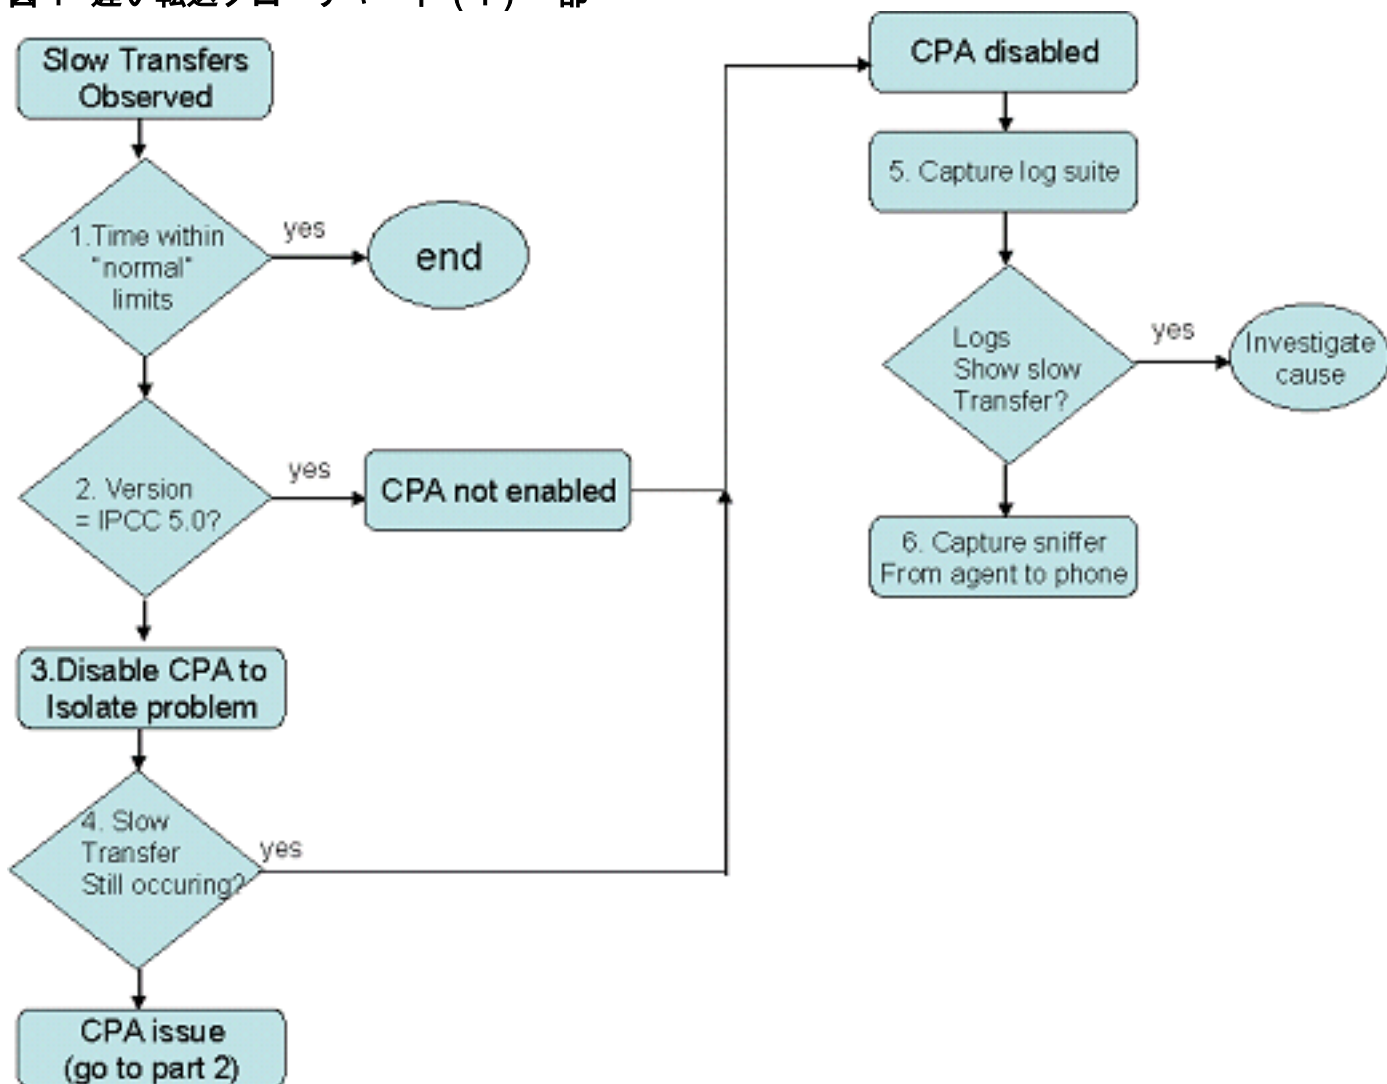 Slow Transfers
Observed
1.Time within
"normal"
limits
yes
end
2. Version
= IPCC 5.0?
yes
CPA not enabled
3.Disable CPA to
Isolate problem
4. Slow
Transfer
Still occuring?
yes
CPA issue
(go to part 2)
CPA disabled
5. Capture log suite
Logs
Show slow
Transfer?
yes
Investigate
cause
6. Capture sniffer
From agent to phone